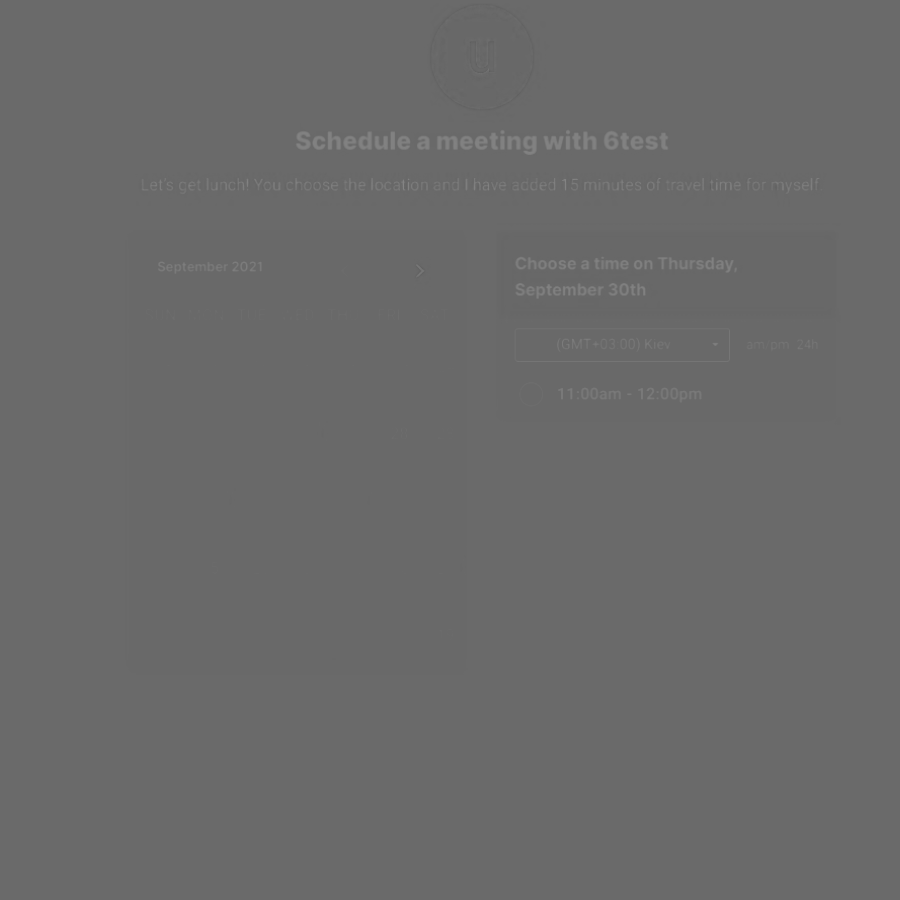 U
Schedule a meeting with 6test
Let's get lunch! You choose the location and I have added 15 minutes of travel time for myself.
September 2021
Choose a time on Thursday,
September 30th
(GMT+03:00) Kiev
am/pm 24h
11:00am - 12:00pm